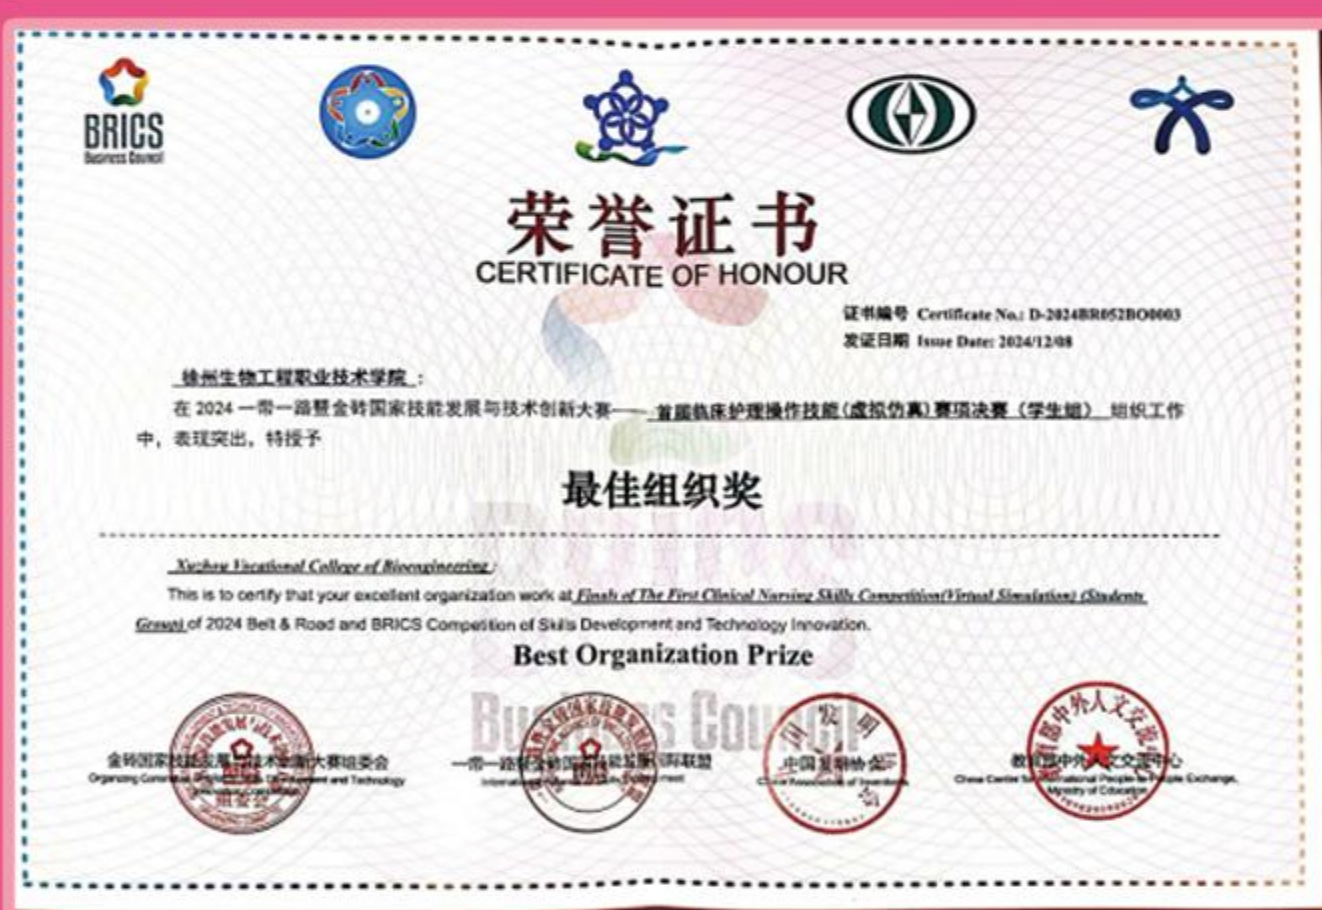 BRICS
Business Council
荣誉证书
CERTIFICATE OF HONOUR
证书编号 Certificate No.: D-2024BR052BO0003
发证日期 Issue Date: 2024/12/08
徐州生物工程职业技术学院：
在 2024 一带一路暨金砖国家技能发展与技术创新大赛——首届临床护理操作技能(虚拟仿真)赛项决赛（学生组） 组织工作
中，表现突出。特授予
最佳组织奖
Xuzhou Vocational College of Bioengineering:
This is to certify that your excellent organization work at Finals of The First Clinical Nursing Skills Competition(Virtual Simulation) (Students
Group) of 2024 Belt & Road and BRICS Competition of Skills Development and Technology Innovation.
Best Organization Prize
BRICS
Business Council
金砖国家技能发展与技术创新大赛组委会
一带一路暨金砖国家技能发展国际联盟
中国发明协会
教育部中外人文交流中心
China Association of Inventions
China Center for International People-to-People Exchange,
Ministry of Education